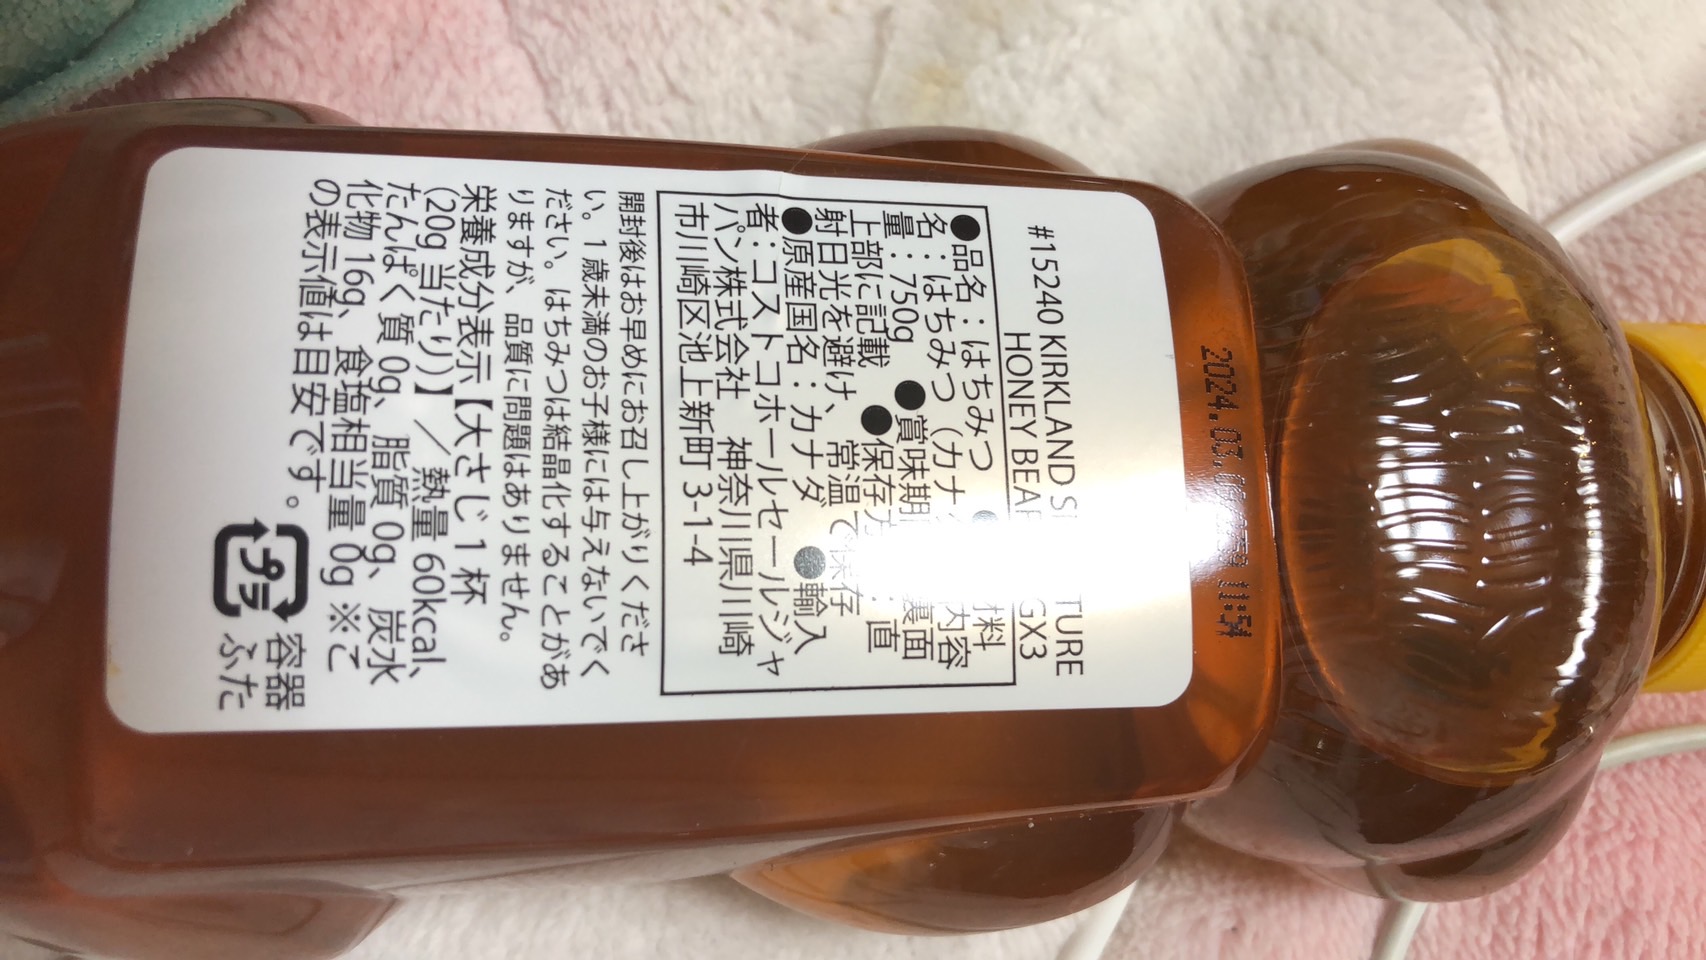 #15240 KIRKLAND S TURE
HONEY BEA GX3
●品名：はちみつ 料
名：はちみつ（カナ 内容
量：750g ●賞味期 裏面
上部に記載 ●保存方 ：直
射日光を避け、常温で保存
●原産国名：カナダ ●輸入
者：コストコホールセールジャ
パン株式会社 神奈川県川崎
市川崎区池上新町 3-1-4
開封後はお早めにお召し上がりくださ
い。1歳未満のお子様には与えないでく
ださい。はちみつは結晶化することがあ
りますが、品質に問題はありません。
栄養成分表示【大さじ1杯
（20g 当たり）】／熱量 60kcal、
たんぱく質 0g、脂質 0g、炭水
化物 16g、食塩相当量 0g ※こ
の表示値は目安です。
プラ
容器
ふた
2024.03. 11:54